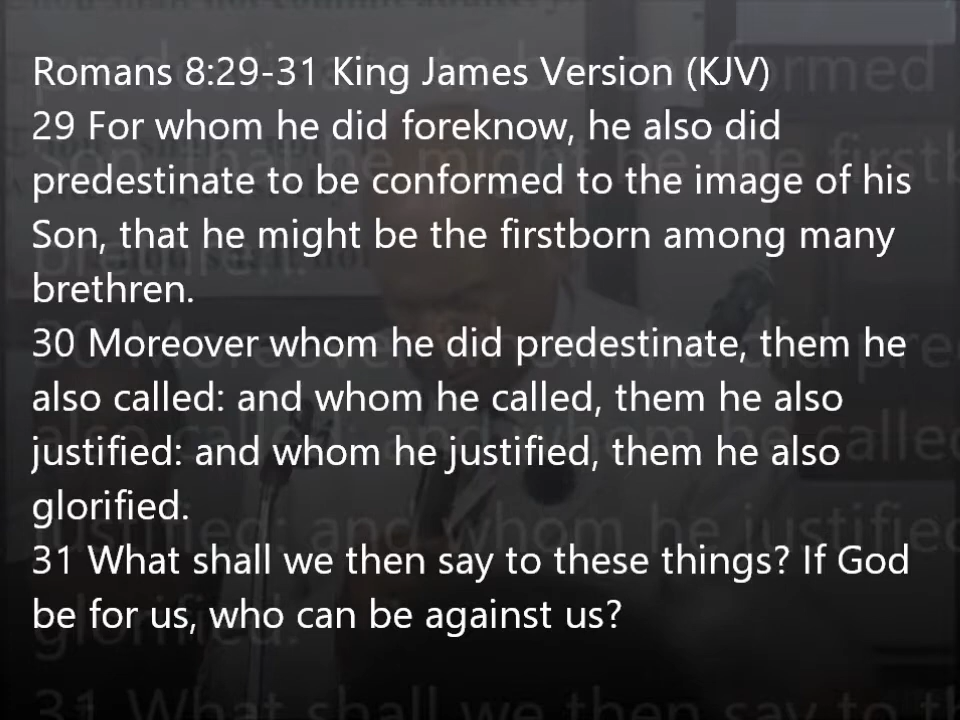 Romans 8:29-31 King James Version (KJV)
29 For whom he did foreknow, he also did
predestinate to be conformed to the image of his
Son, that he might be the firstborn among many
brethren.
30 Moreover whom he did predestinate, them he
also called: and whom he called, them he also
justified: and whom he justified, them he also
glorified.
31 What shall we then say to these things? If God
be for us, who can be against us?